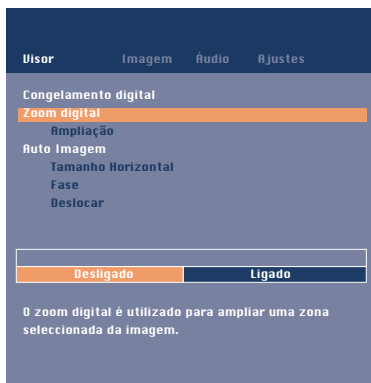 Visor Imagem Áudio Ajustes
Congelamento digital
Zoom digital
Ampliação
Auto Imagem
Tamanho Horizontal
Fase
Deslocar
Desligado Ligado
O zoom digital é utilizado para ampliar uma zona
seleccionada da imagem.